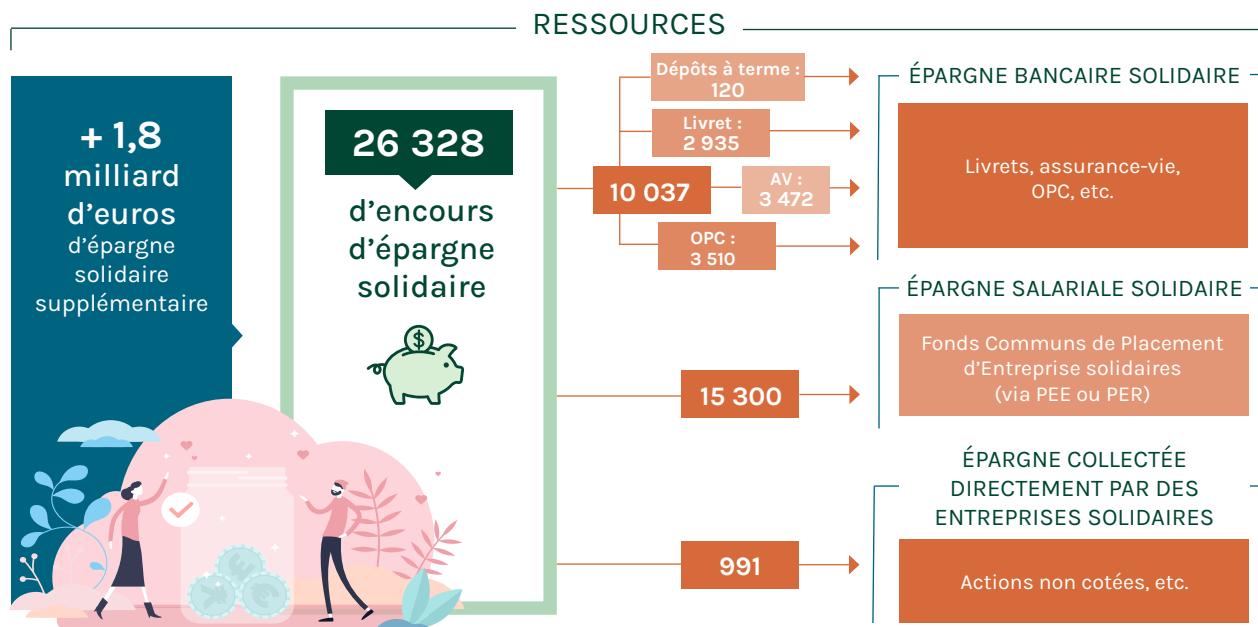 RESSOURCES
+ 1,8
milliard
d'euros
d'épargne
solidaire
supplémentaire
26 328
d'encours
d'épargne
solidaire
$
Dépôts à terme :
120
Livret :
2 935
10 037
AV :
3 472
OPC :
3 510
ÉPARGNE BANCAIRE SOLIDAIRE
Livrets, assurance-vie,
OPC, etc.
15 300
ÉPARGNE SALARIALE SOLIDAIRE
Fonds Communs de Placement
d'Entreprise solidaires
(via PEE ou PER)
991
ÉPARGNE COLLECTÉE
DIRECTEMENT PAR DES
ENTREPRISES SOLIDAIRES
Actions non cotées, etc.